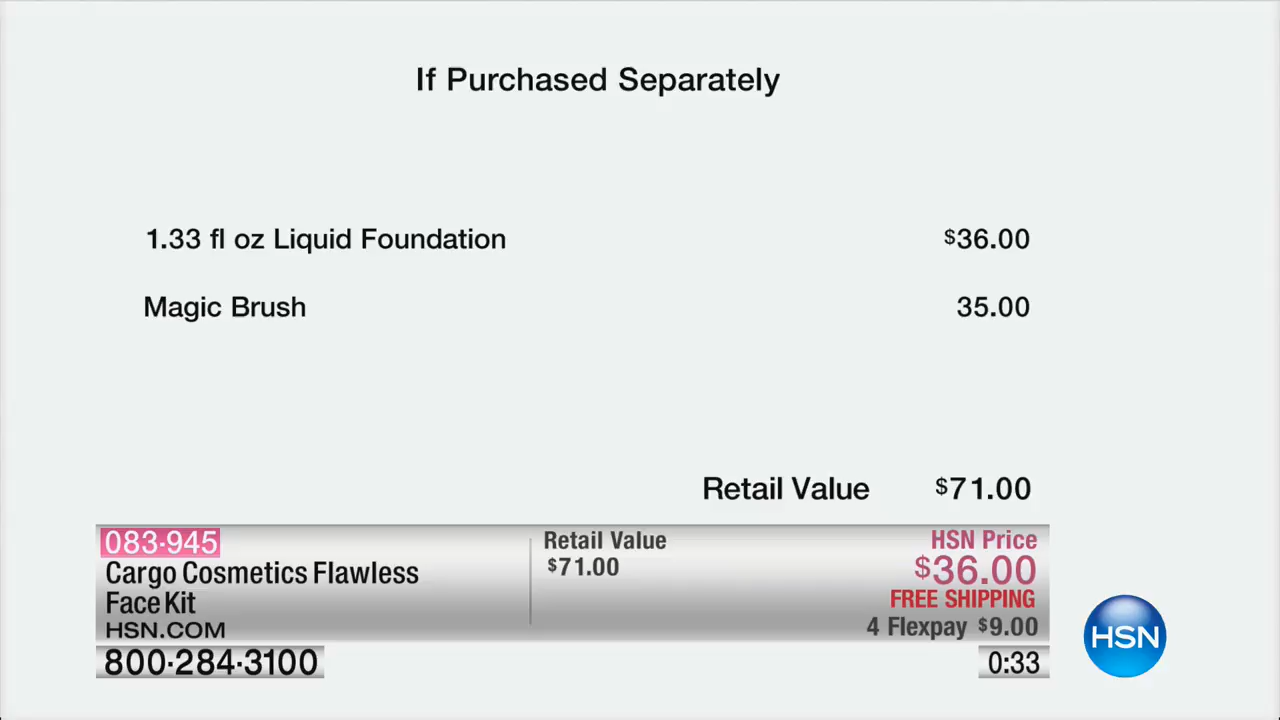 If Purchased Separately
1.33 fl oz Liquid Foundation $36.00
Magic Brush 35.00
Retail Value $71.00
083·945
Cargo Cosmetics Flawless
Face Kit
HSN.COM
800·284·3100
Retail Value
$71.00
HSN Price
$36.00
FREE SHIPPING
4 Flexpay $9.00
0:33
HSN